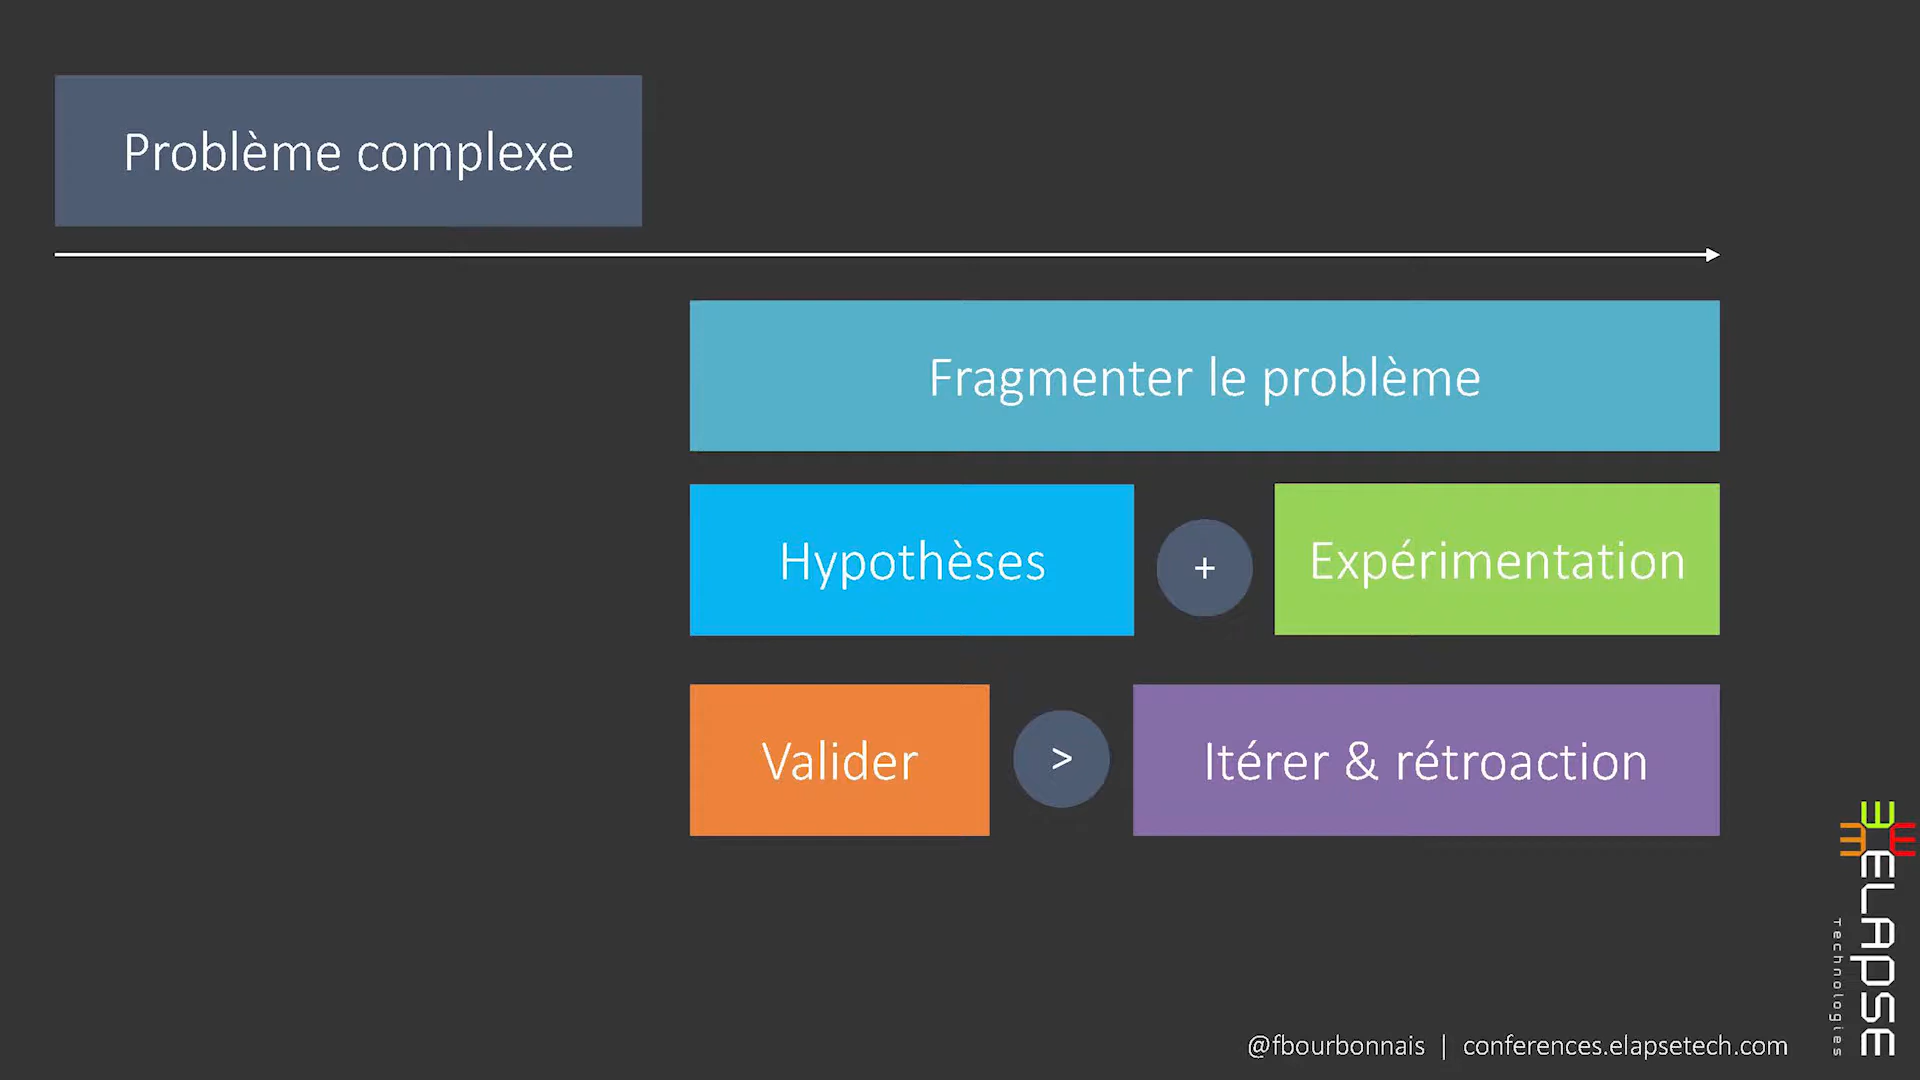 Problème complexe
Fragmenter le problème
Hypothèses
+
Expérimentation
Valider
>
Itérer & rétroaction
ELAPSE
Technologies
@fbourbonnais | conferences.elapsetech.com